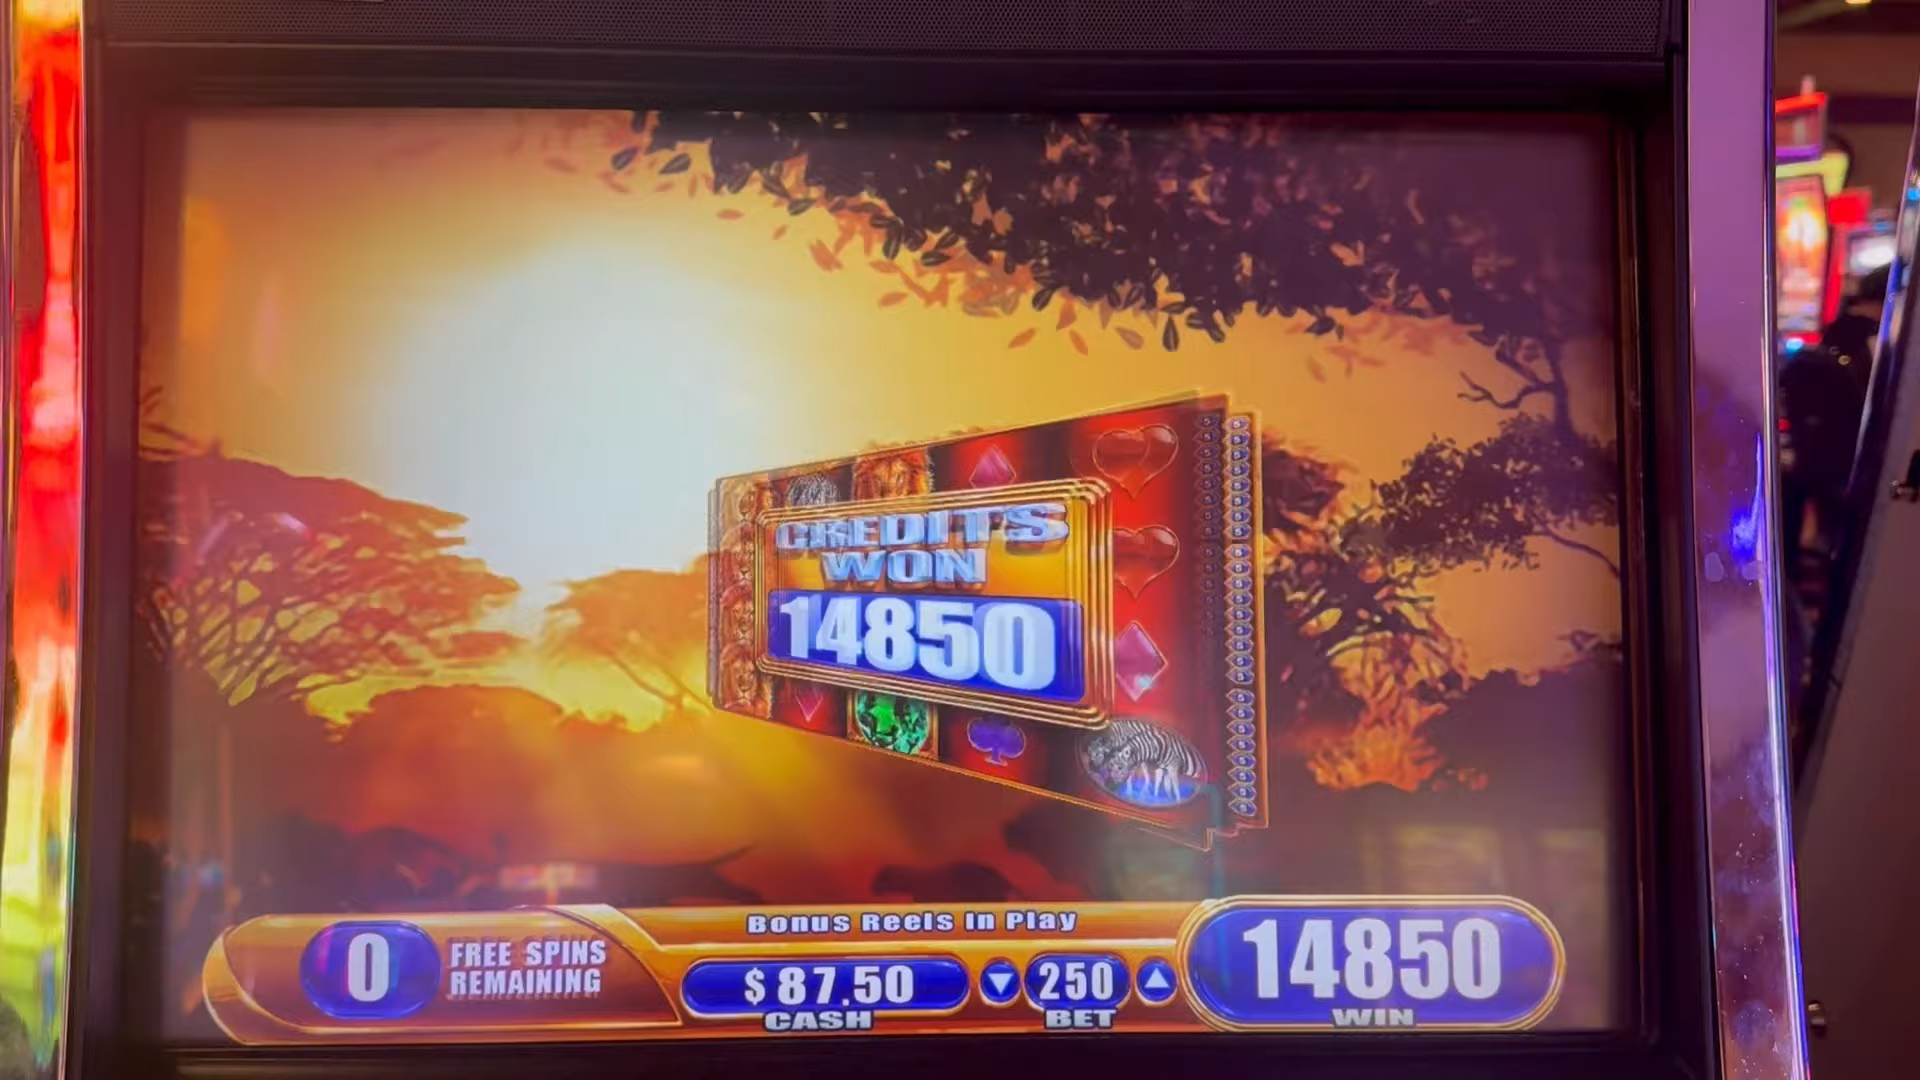 CREDITS
WON
14850
Bonus Reels In Play
0
FREE SPINS
REMAINING
$87.50
CASH
250
BET
14850
WIN